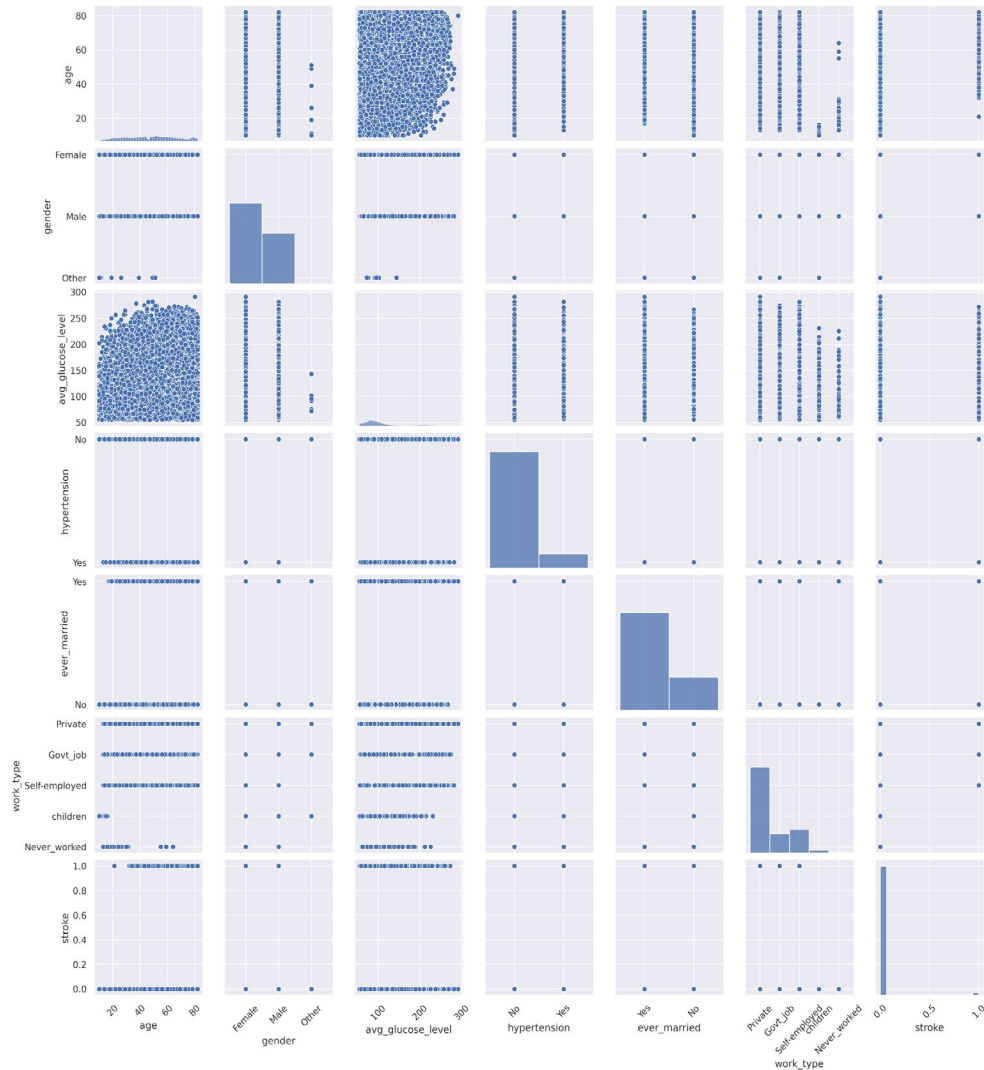 80
60
40
20
age
Female
Male
Other
gender
300
250
200
150
100
50
avg_glucose_level
No
Yes
hypertension
Yes
No
ever_married
Private
Govt_job
Self-employed
children
Never_worked
work_type
1.0
0.8
0.6
0.4
0.2
0.0
stroke
20 40 60 80
age
Female Male Other
gender
100 200 300
avg_glucose_level
No Yes
hypertension
Yes No
ever_married
Private Govt_job Self-employed children Never_worked
work_type
0.0 0.5 1.0
stroke